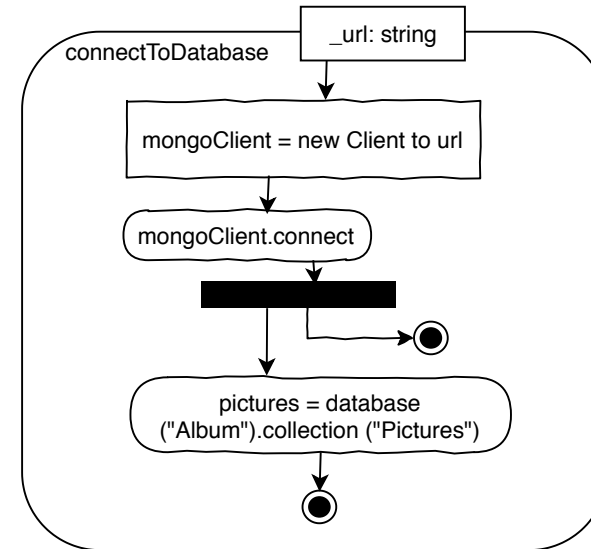 _url: string
connectToDatabase
mongoClient = new Client to url
mongoClient.connect
pictures = database
("Album").collection ("Pictures")